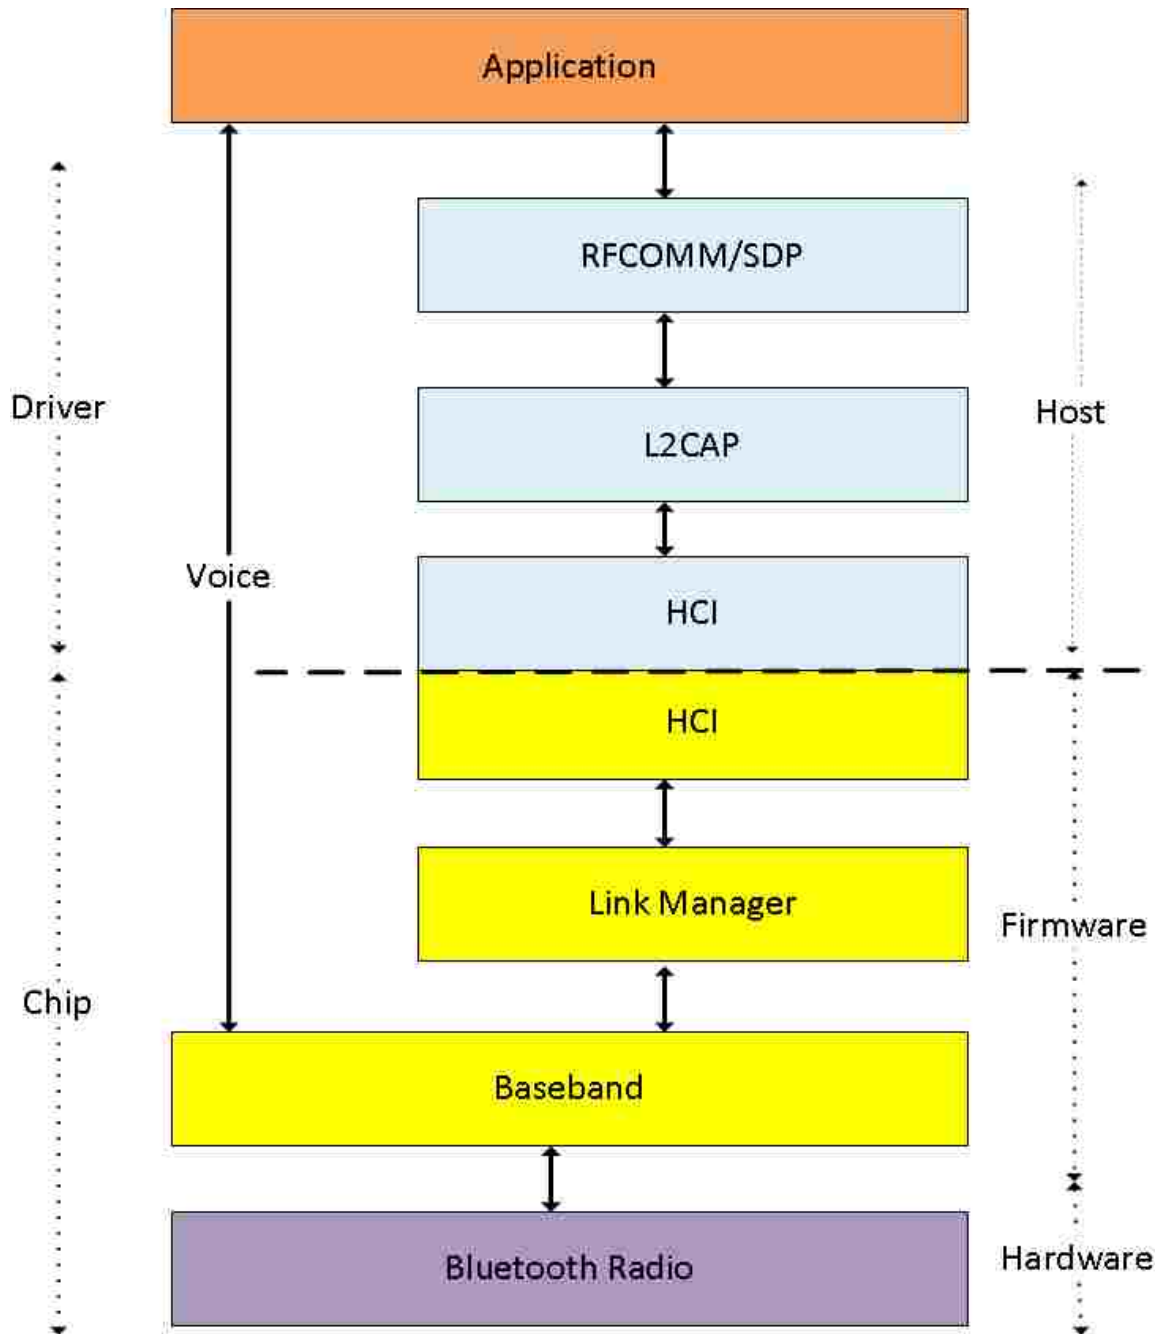 Application
RFCOMM/SDP
Driver
Host
L2CAP
Voice
HCI
HCI
Link Manager
Firmware
Chip
Baseband
Bluetooth Radio
Hardware